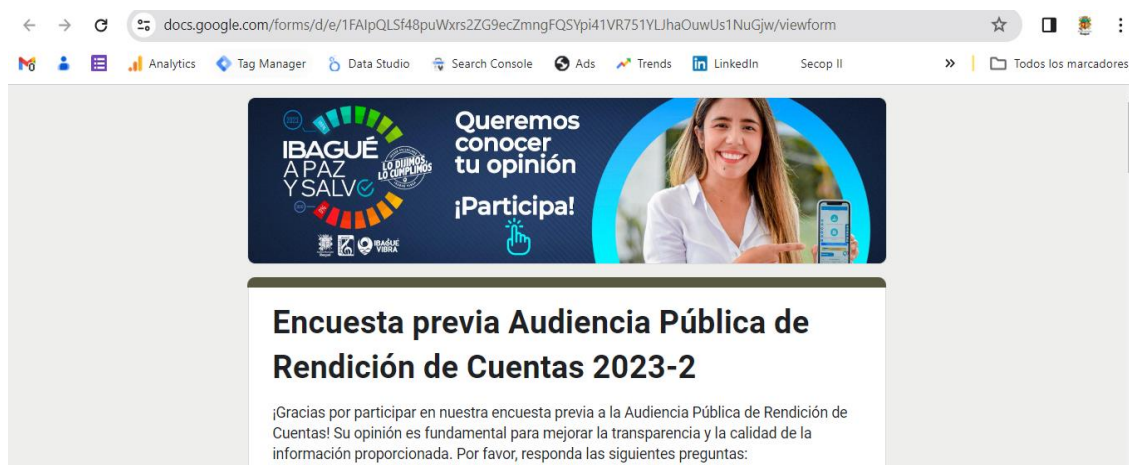 docs.google.com/forms/d/e/1FAIpQLSf48puWxrs2ZG9ecZmngFQSYpi41VR751YLJhaOuwUs1NuGjw/viewform
Analytics Tag Manager Data Studio Search Console Ads Trends LinkedIn Secop II » Todos los marcadores
IBAGUÉ
A PAZ
Y SALVO
LO DIJIMOS,
LO CUMPLIMOS
IBAGUÉ
VIBRA
Queremos
conocer
tu opinión
¡Participa!
Encuesta previa Audiencia Pública de
Rendición de Cuentas 2023-2
¡Gracias por participar en nuestra encuesta previa a la Audiencia Pública de Rendición de
Cuentas! Su opinión es fundamental para mejorar la transparencia y la calidad de la
información proporcionada. Por favor, responda las siguientes preguntas: